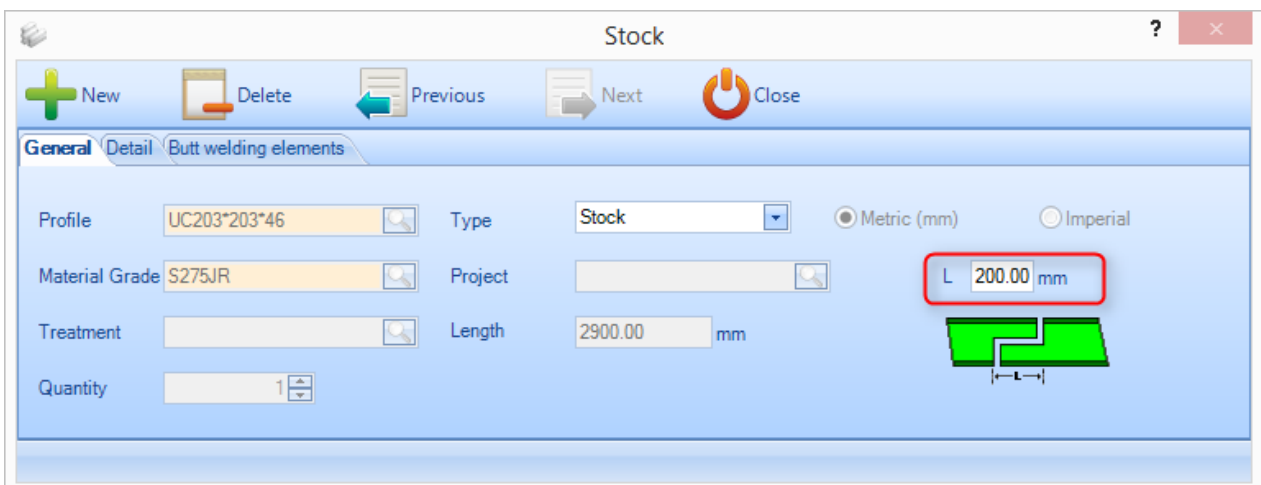 Stock ?
New Delete Previous Next Close
General Detail Butt welding elements
Profile UC203*203*46 Type Stock Metric (mm) Imperial
Material Grade S275JR Project L 200.00 mm
Treatment Length 2900.00 mm
L
Quantity 1